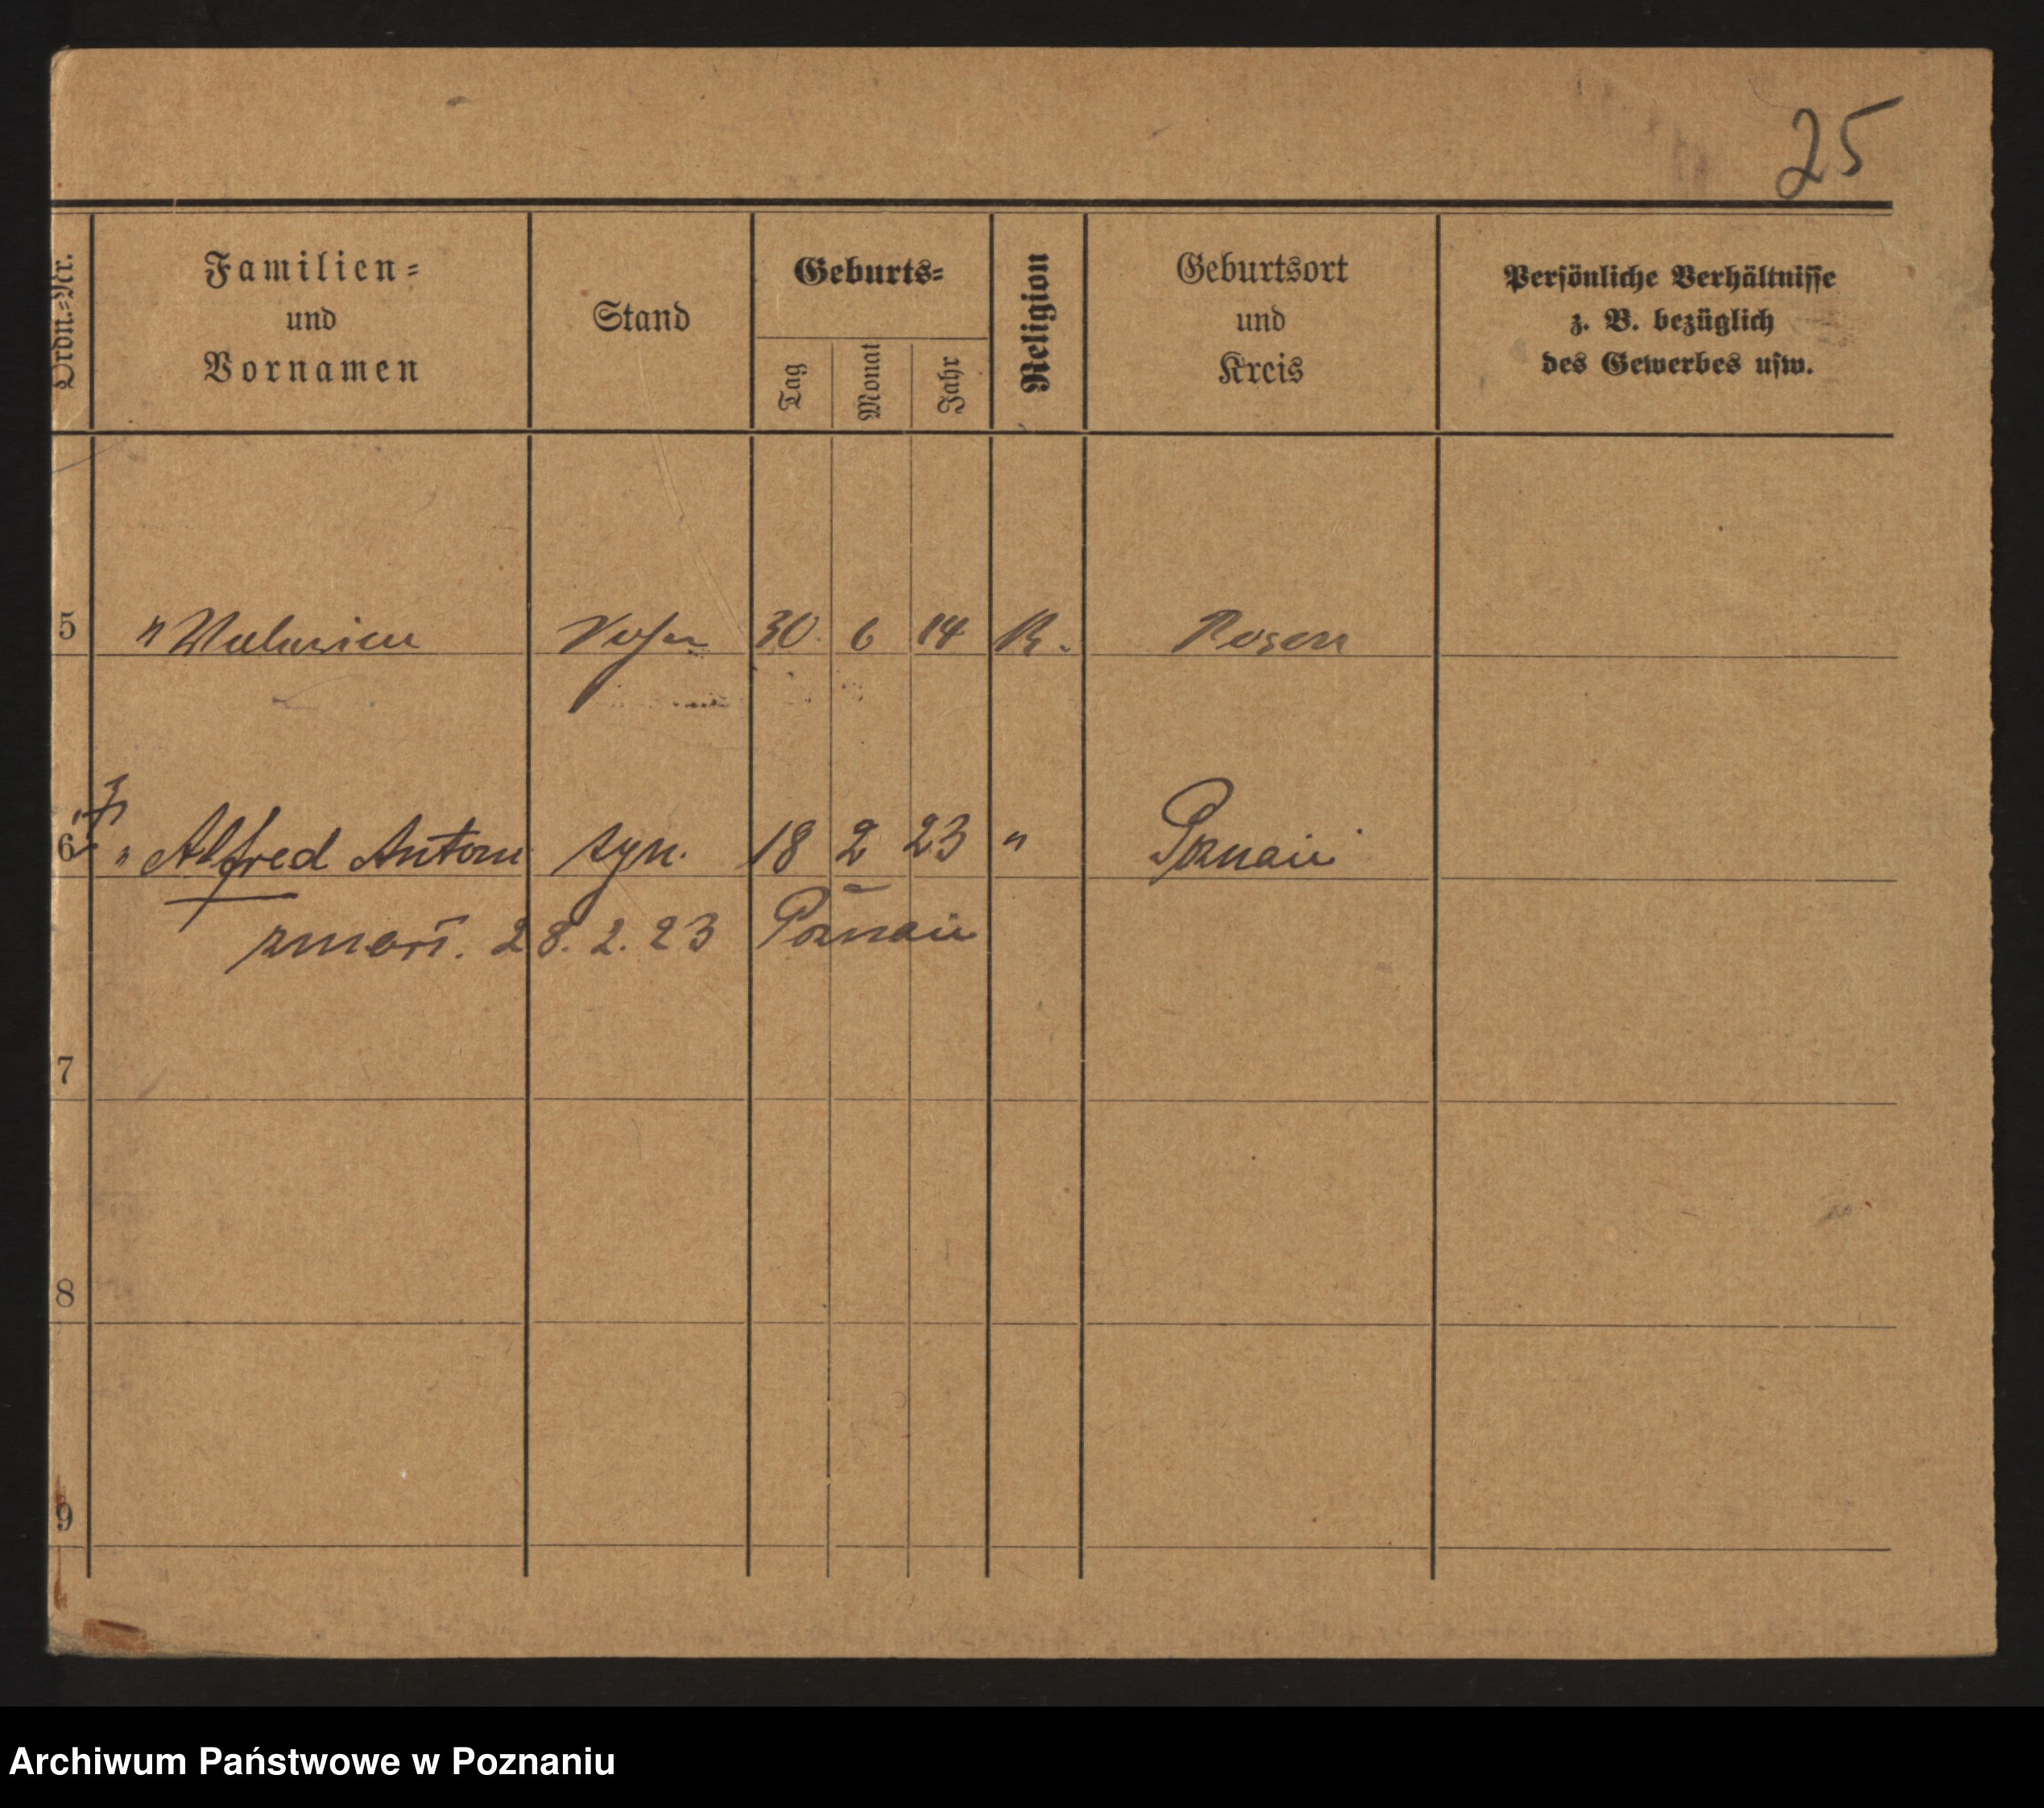 25
Ordn.=Nr. Familien= und Vornamen Stand Geburts= Tag Monat Jahr Religion Geburtsort und Kreis Persönliche Verhältnisse z. B. bezüglich des Gewerbes usw.
5 " 30. 6 14 K. Posen
6 " Alfred Antoni syn. 18 2 23 " Poznań
zmarł. 28. 2. 23 Poznań
7
8
9
Archiwum Państwowe w Poznaniu